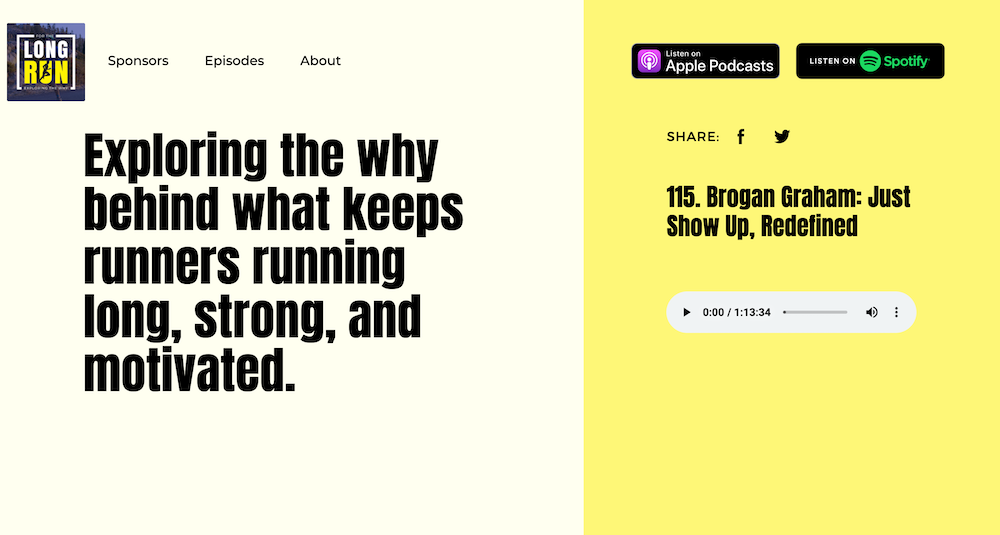 FOR THE
LONG
RUN
EXPLORING THE WHY
Sponsors
Episodes
About
Exploring the why
behind what keeps
runners running
long, strong, and
motivated.
Listen on
Apple Podcasts
LISTEN ON Spotify
SHARE:
115. Brogan Graham: Just
Show Up, Redefined
0:00 / 1:13:34